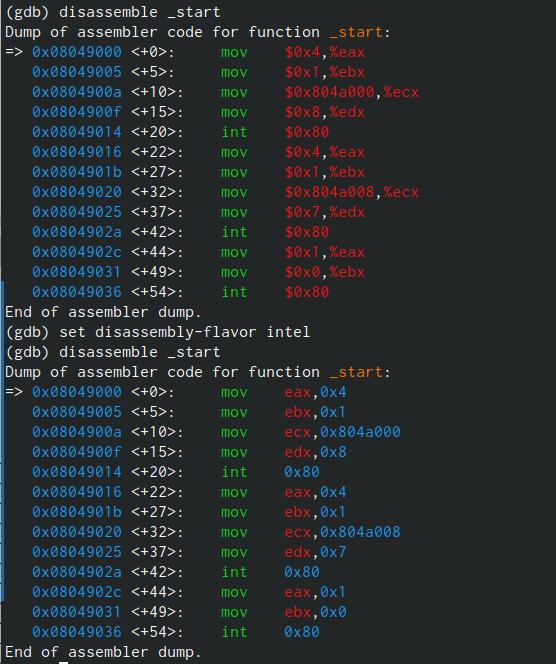 (gdb) disassemble _start
Dump of assembler code for function _start:
=> 0x08049000 <+0>:     mov    $0x4,%eax
   0x08049005 <+5>:     mov    $0x1,%ebx
   0x0804900a <+10>:    mov    $0x804a000,%ecx
   0x0804900f <+15>:    mov    $0x8,%edx
   0x08049014 <+20>:    int    $0x80
   0x08049016 <+22>:    mov    $0x4,%eax
   0x0804901b <+27>:    mov    $0x1,%ebx
   0x08049020 <+32>:    mov    $0x804a008,%ecx
   0x08049025 <+37>:    mov    $0x7,%edx
   0x0804902a <+42>:    int    $0x80
   0x0804902c <+44>:    mov    $0x1,%eax
   0x08049031 <+49>:    mov    $0x0,%ebx
   0x08049036 <+54>:    int    $0x80
End of assembler dump.
(gdb) set disassembly-flavor intel
(gdb) disassemble _start
Dump of assembler code for function _start:
=> 0x08049000 <+0>:     mov    eax,0x4
   0x08049005 <+5>:     mov    ebx,0x1
   0x0804900a <+10>:    mov    ecx,0x804a000
   0x0804900f <+15>:    mov    edx,0x8
   0x08049014 <+20>:    int    0x80
   0x08049016 <+22>:    mov    eax,0x4
   0x0804901b <+27>:    mov    ebx,0x1
   0x08049020 <+32>:    mov    ecx,0x804a008
   0x08049025 <+37>:    mov    edx,0x7
   0x0804902a <+42>:    int    0x80
   0x0804902c <+44>:    mov    eax,0x1
   0x08049031 <+49>:    mov    ebx,0x0
   0x08049036 <+54>:    int    0x80
End of assembler dump.